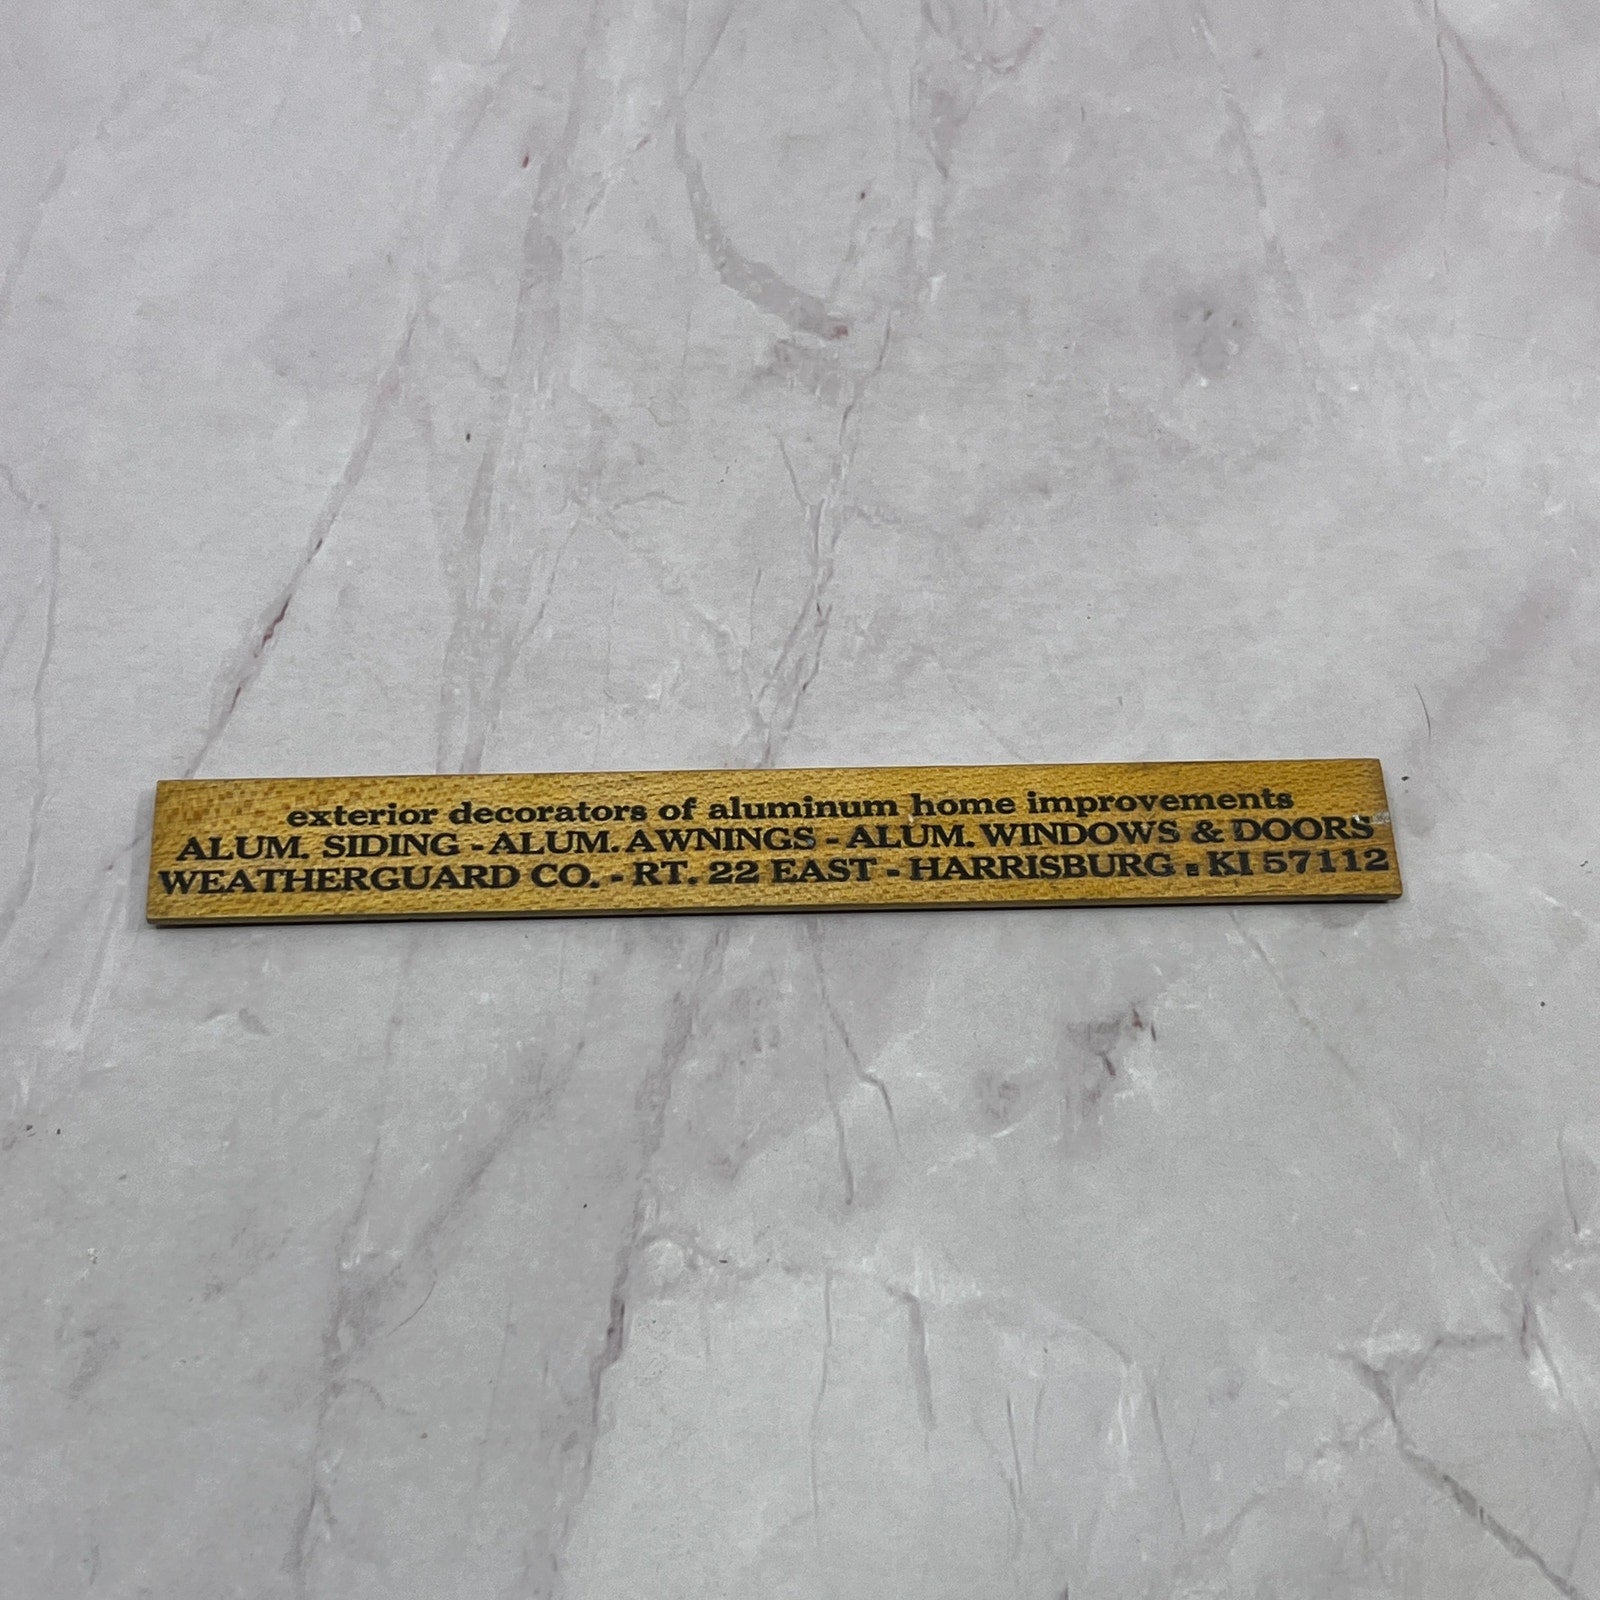 exterior decorators of aluminum home improvements
ALUM. SIDING - ALUM. AWNINGS - ALUM. WINDOWS & DOORS
WEATHERGUARD CO. - RT. 22 EAST - HARRISBURG - KI 57112